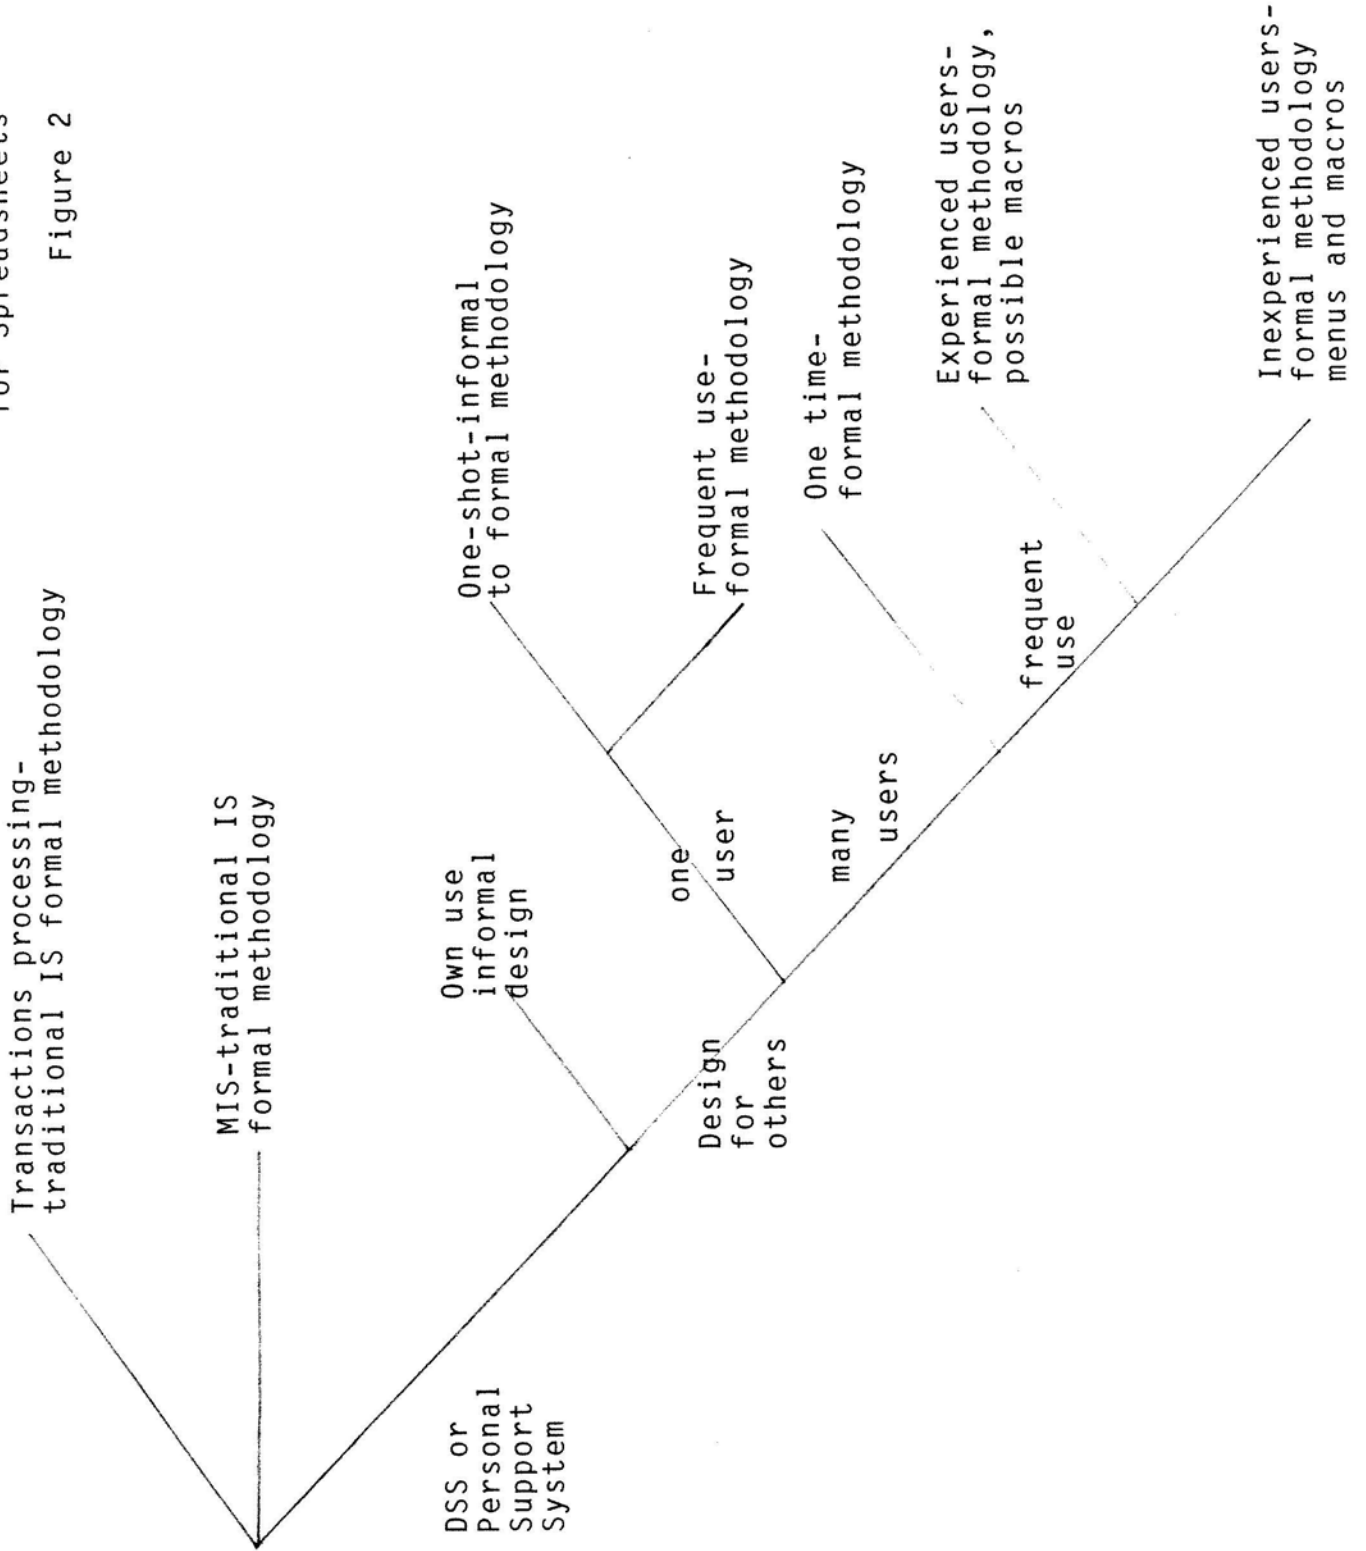 for spreadsheets
Figure 2
Transactions processing-
traditional IS formal methodology
MIS-traditional IS
formal methodology
DSS or
Personal
Support
System
Own use
informal
design
Design
for
others
one
user
many
users
One-shot-informal
to formal methodology
Frequent use-
formal methodology
One time-
formal methodology
frequent
use
Experienced users-
formal methodology,
possible macros
Inexperienced users-
formal methodology
menus and macros